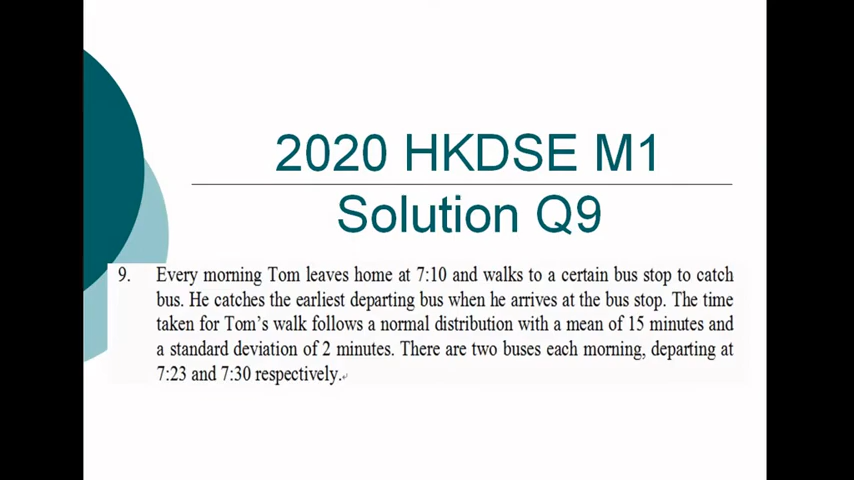 2020 HKDSE M1
Solution Q9
9. Every morning Tom leaves home at 7:10 and walks to a certain bus stop to catch
bus. He catches the earliest departing bus when he arrives at the bus stop. The time
taken for Tom’s walk follows a normal distribution with a mean of 15 minutes and
a standard deviation of 2 minutes. There are two buses each morning, departing at
7:23 and 7:30 respectively.